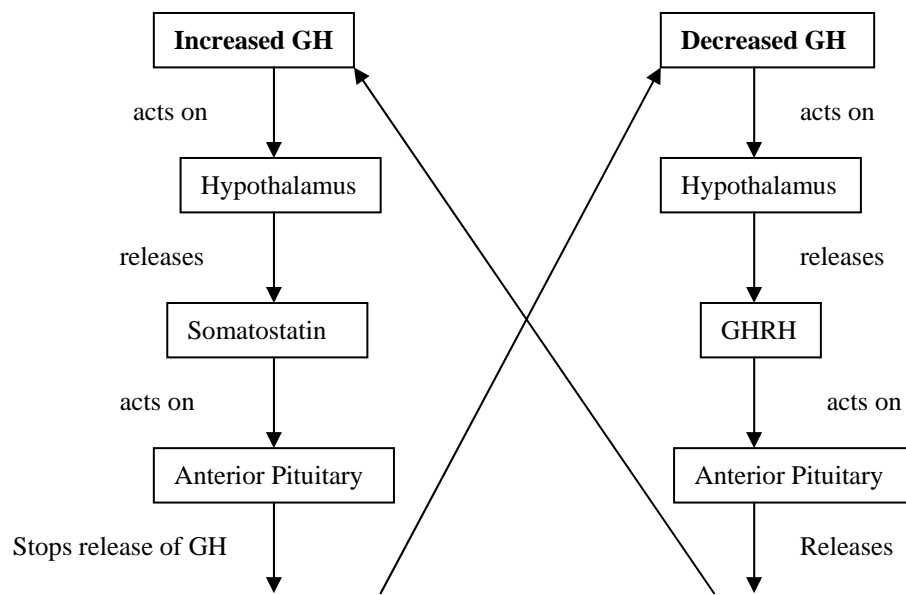 Increased GH
Decreased GH
acts on
acts on
Hypothalamus
Hypothalamus
releases
releases
Somatostatin
GHRH
acts on
acts on
Anterior Pituitary
Anterior Pituitary
Stops release of GH
Releases